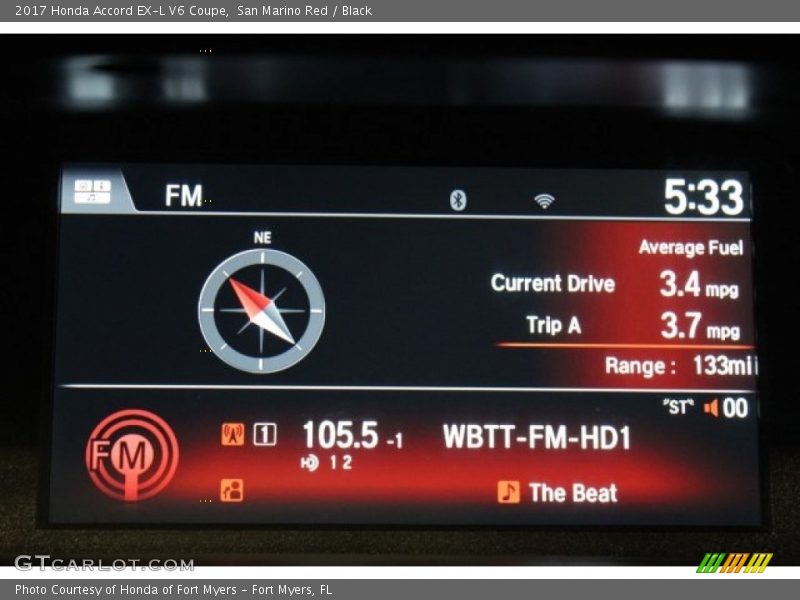 2017 Honda Accord EX-L V6 Coupe,  San Marino Red / Black
FM
5:33
NE
Average Fuel
Current Drive 3.4 mpg
Trip A 3.7 mpg
Range : 133mi
"ST" 00
FM
1 105.5 -1 WBTT-FM-HD1
HD 1 2
The Beat
GTcarlot.com
Photo Courtesy of Honda of Fort Myers - Fort Myers, FL